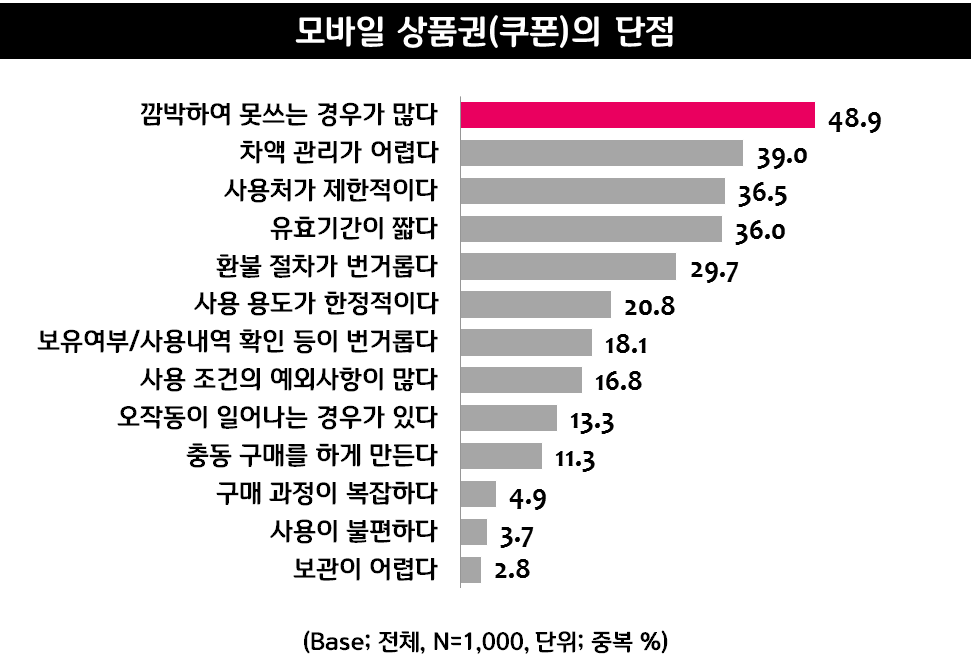 모바일 상품권(쿠폰)의 단점
깜박하여 못쓰는 경우가 많다 48.9
차액 관리가 어렵다 39.0
사용처가 제한적이다 36.5
유효기간이 짧다 36.0
환불 절차가 번거롭다 29.7
사용 용도가 한정적이다 20.8
보유여부/사용내역 확인 등이 번거롭다 18.1
사용 조건의 예외사항이 많다 16.8
오작동이 일어나는 경우가 있다 13.3
충동 구매를 하게 만든다 11.3
구매 과정이 복잡하다 4.9
사용이 불편하다 3.7
보관이 어렵다 2.8
(Base; 전체, N=1,000, 단위; 중복 %)